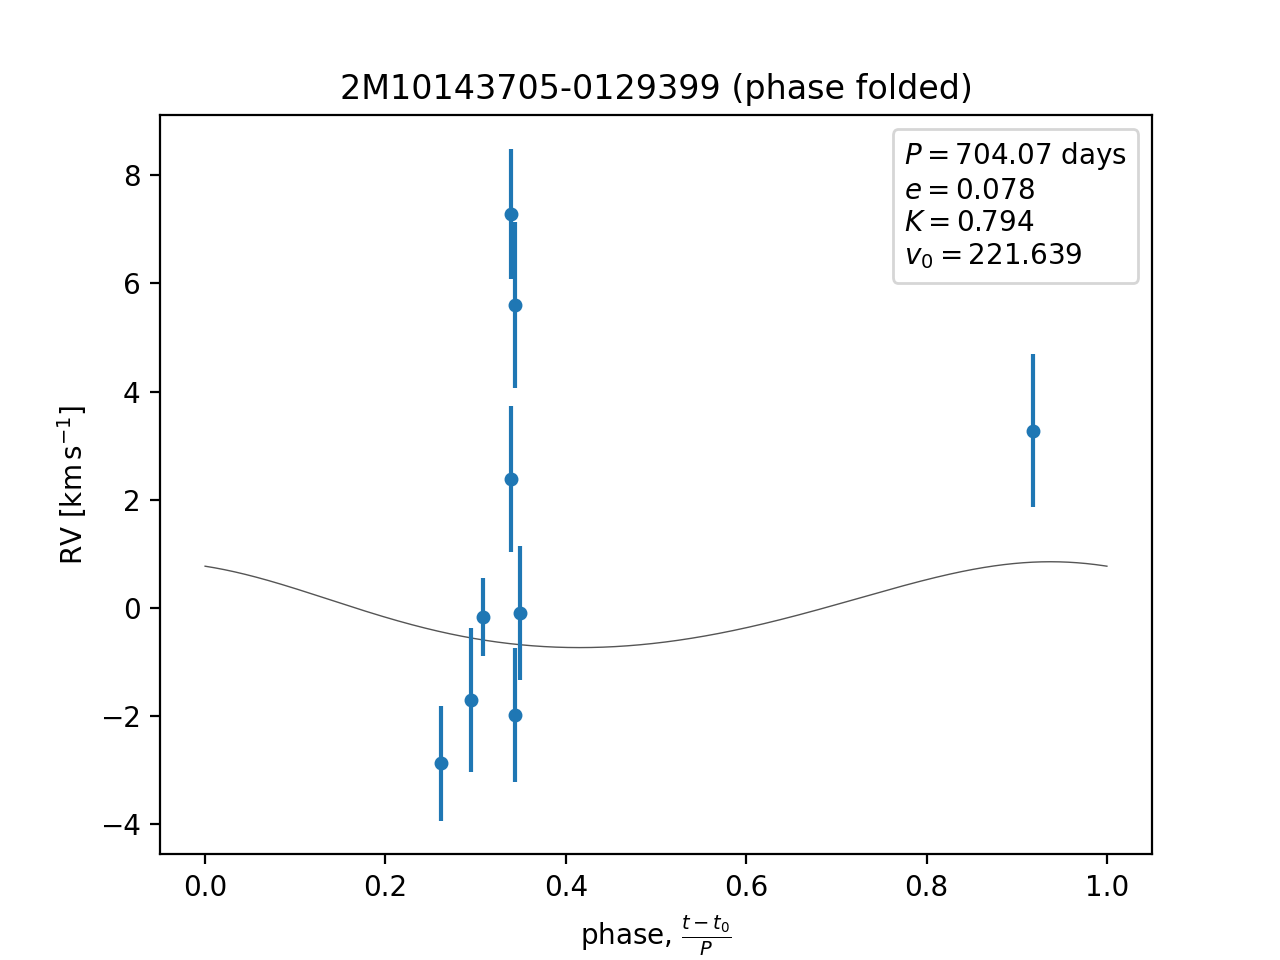 2M10143705-0129399 (phase folded)
P = 704.07 days
e = 0.078
K = 0.794
v₀ = 221.639
RV [km s⁻¹]
8
6
4
2
0
−2
−4
0.0 0.2 0.4 0.6 0.8 1.0
phase, (t − t₀)/P